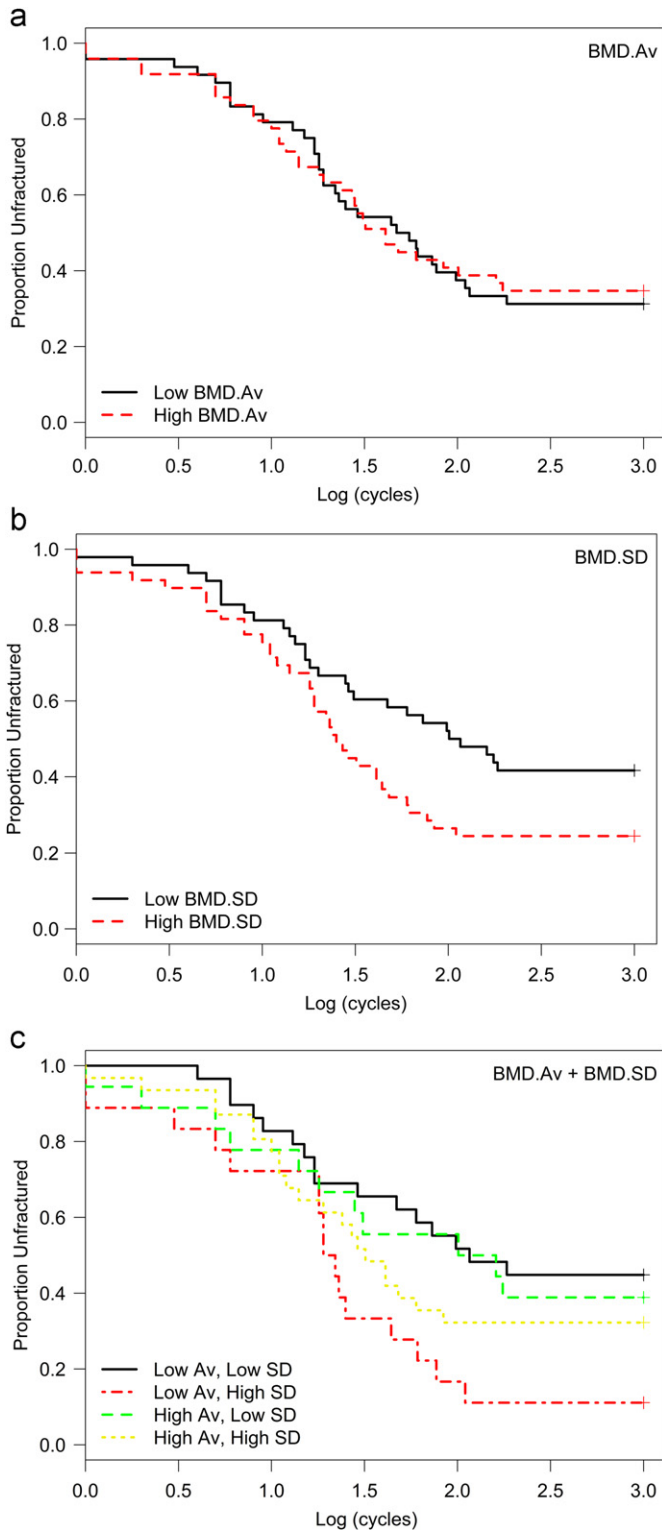 a
BMD.Av
Proportion Unfractured
1.0
0.8
0.6
0.4
0.2
0.0
Low BMD.Av
High BMD.Av
0.0 0.5 1.0 1.5 2.0 2.5 3.0
Log (cycles)
b
BMD.SD
Proportion Unfractured
1.0
0.8
0.6
0.4
0.2
0.0
Low BMD.SD
High BMD.SD
0.0 0.5 1.0 1.5 2.0 2.5 3.0
Log (cycles)
c
BMD.Av + BMD.SD
Proportion Unfractured
1.0
0.8
0.6
0.4
0.2
0.0
Low Av, Low SD
Low Av, High SD
High Av, Low SD
High Av, High SD
0.0 0.5 1.0 1.5 2.0 2.5 3.0
Log (cycles)